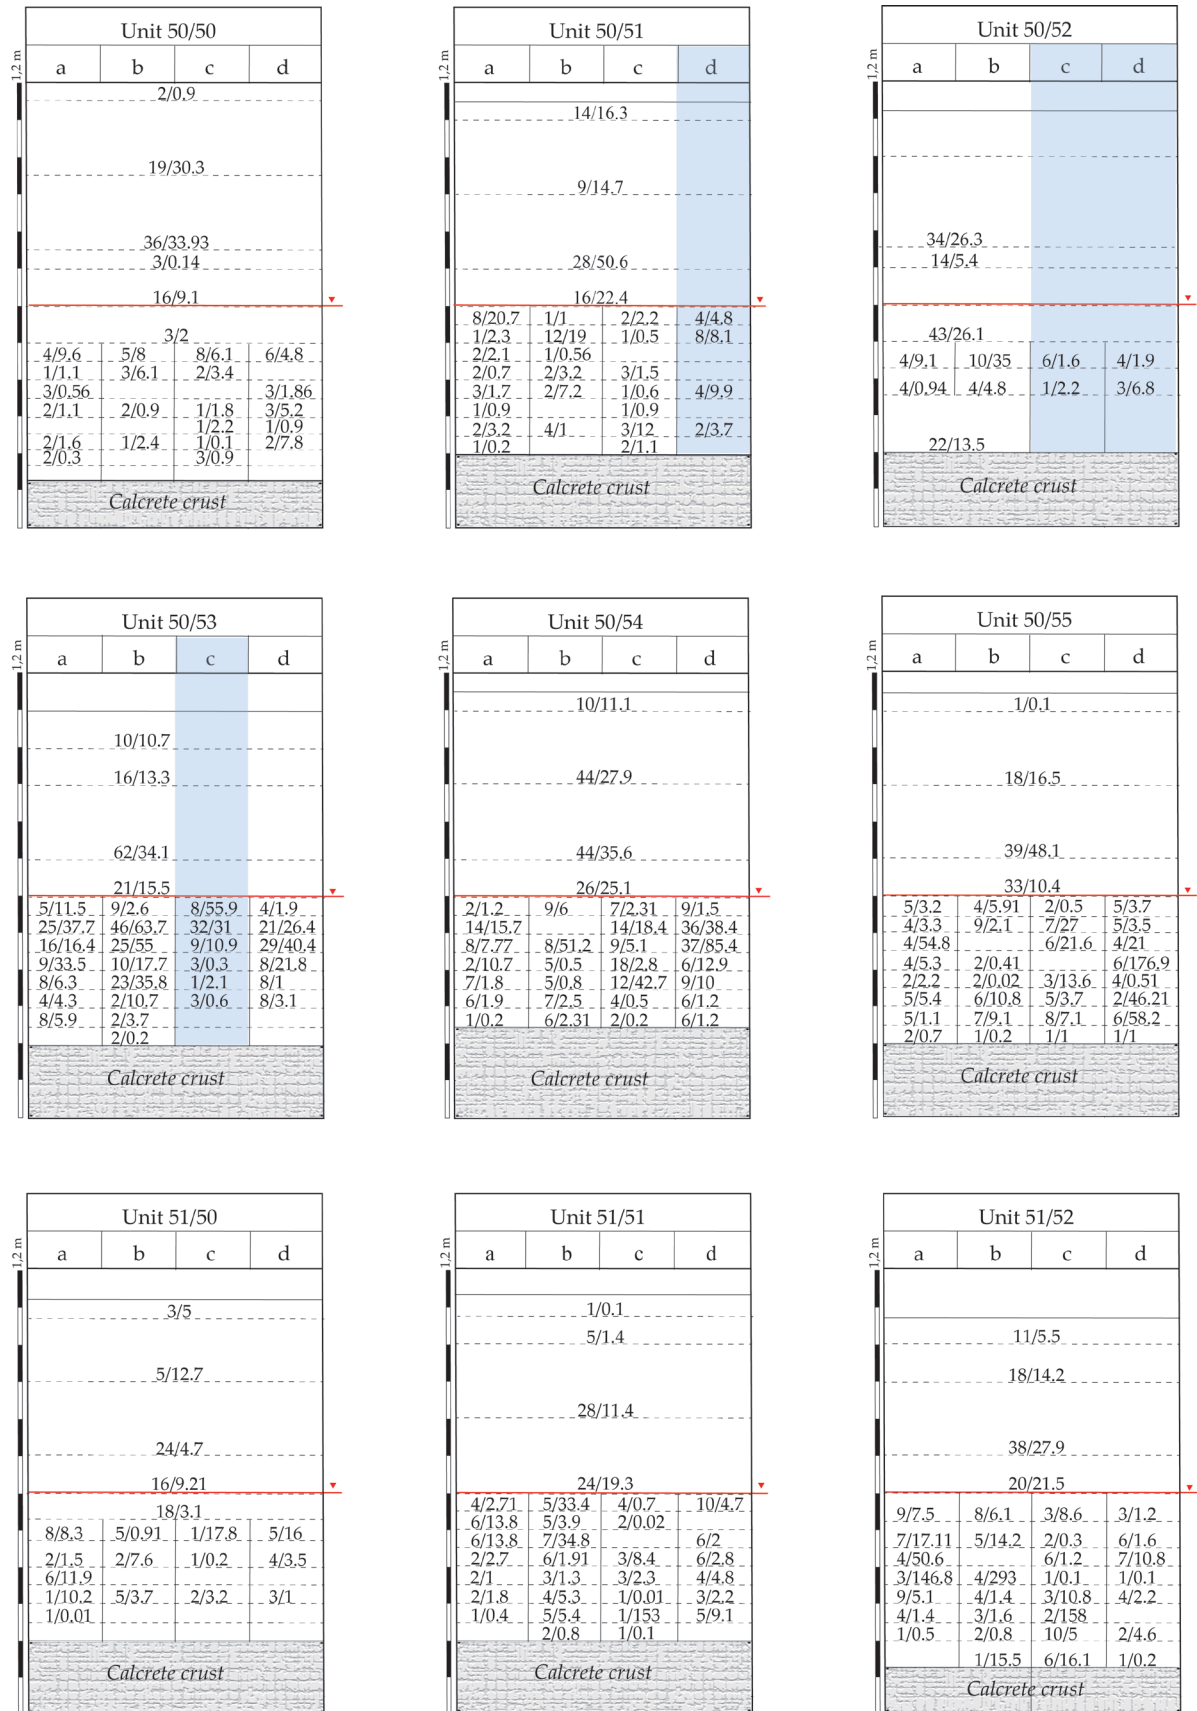 Unit 50/50
1,2 m
a b c d
2/0.9
19/30.3
36/33.93
3/0.14
16/9.1
3/2
4/9.6 5/8 8/6.1 6/4.8
1/1.1 3/6.1 2/3.4
3/0.56 3/1.86
2/1.1 2/0.9 1/1.8 3/5.2
1/2.2 1/0.9
2/1.6 1/2.4 1/0.1 2/7.8
2/0.3 3/0.9
Calcrete crust
Unit 50/51
1,2 m
a b c d
14/16.3
9/14.7
28/50.6
16/22.4
8/20.7 1/1 2/2.2 4/4.8
1/2.3 12/19 1/0.5 8/8.1
2/2.1 1/0.56
2/0.7 2/3.2 3/1.5
3/1.7 2/7.2 1/0.6 4/9.9
1/0.9 1/0.9
2/3.2 4/1 3/12 2/3.7
1/0.2 2/1.1
Calcrete crust
Unit 50/52
1,2 m
a b c d
34/26.3
14/5.4
43/26.1
4/9.1 10/35 6/1.6 4/1.9
4/0.94 4/4.8 1/2.2 3/6.8
22/13.5
Calcrete crust
Unit 50/53
1,2 m
a b c d
10/10.7
16/13.3
62/34.1
21/15.5
5/11.5 9/2.6 8/55.9 4/1.9
25/37.7 46/63.7 32/31 21/26.4
16/16.4 25/55 9/10.9 29/40.4
9/33.5 10/17.7 3/0.3 8/21.8
8/6.3 23/35.8 1/2.1 8/1
4/4.3 2/10.7 3/0.6 8/3.1
8/5.9 2/3.7
2/0.2
Calcrete crust
Unit 50/54
1,2 m
a b c d
10/11.1
44/27.9
44/35.6
26/25.1
2/1.2 9/6 7/2.31 9/1.5
14/15.7 14/18.4 36/38.4
8/7.77 8/51.2 9/5.1 37/85.4
2/10.7 5/0.5 18/2.8 6/12.9
7/1.8 5/0.8 12/42.7 9/10
6/1.9 7/2.5 4/0.5 6/1.2
1/0.2 6/2.31 2/0.2 6/1.2
Calcrete crust
Unit 50/55
1,2 m
a b c d
1/0.1
18/16.5
39/48.1
33/10.4
5/3.2 4/5.91 2/0.5 5/3.7
4/3.3 9/2.1 7/27 5/3.5
4/54.8 6/21.6 4/21
4/5.3 2/0.41 6/176.9
2/2.2 2/0.02 3/13.6 4/0.51
5/5.4 6/10.8 5/3.7 2/46.21
5/1.1 7/9.1 8/7.1 6/58.2
2/0.7 1/0.2 1/1 1/1
Calcrete crust
Unit 51/50
1,2 m
a b c d
3/5
5/12.7
24/4.7
16/9.21
18/3.1
8/8.3 5/0.91 1/17.8 5/16
2/1.5 2/7.6 1/0.2 4/3.5
6/11.9
1/10.2 5/3.7 2/3.2 3/1
1/0.01
Calcrete crust
Unit 51/51
1,2 m
a b c d
1/0.1
5/1.4
28/11.4
24/19.3
4/2.71 5/33.4 4/0.7 10/4.7
6/13.8 5/3.9 2/0.02
6/13.8 7/34.8 6/2
2/2.7 6/1.91 3/8.4 6/2.8
2/1 3/1.3 3/2.3 4/4.8
2/1.8 4/5.3 1/0.01 3/2.2
1/0.4 5/5.4 1/153 5/9.1
2/0.8 1/0.1
Calcrete crust
Unit 51/52
1,2 m
a b c d
11/5.5
18/14.2
38/27.9
20/21.5
9/7.5 8/6.1 3/8.6 3/1.2
7/17.11 5/14.2 2/0.3 6/1.6
4/50.6 6/1.2 7/10.8
3/146.8 4/293 1/0.1 1/0.1
9/5.1 4/1.4 3/10.8 4/2.2
4/1.4 3/1.6 2/158
1/0.5 2/0.8 10/5 2/4.6
1/15.5 6/16.1 1/0.2
Calcrete crust